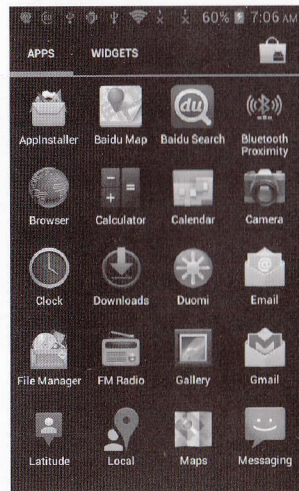 60% 7:06 AM
APPS WIDGETS
AppInstaller Baidu Map Baidu Search Bluetooth Proximity
Browser Calculator Calendar Camera
Clock Downloads Duomi Email
File Manager FM Radio Gallery Gmail
Latitude Local Maps Messaging